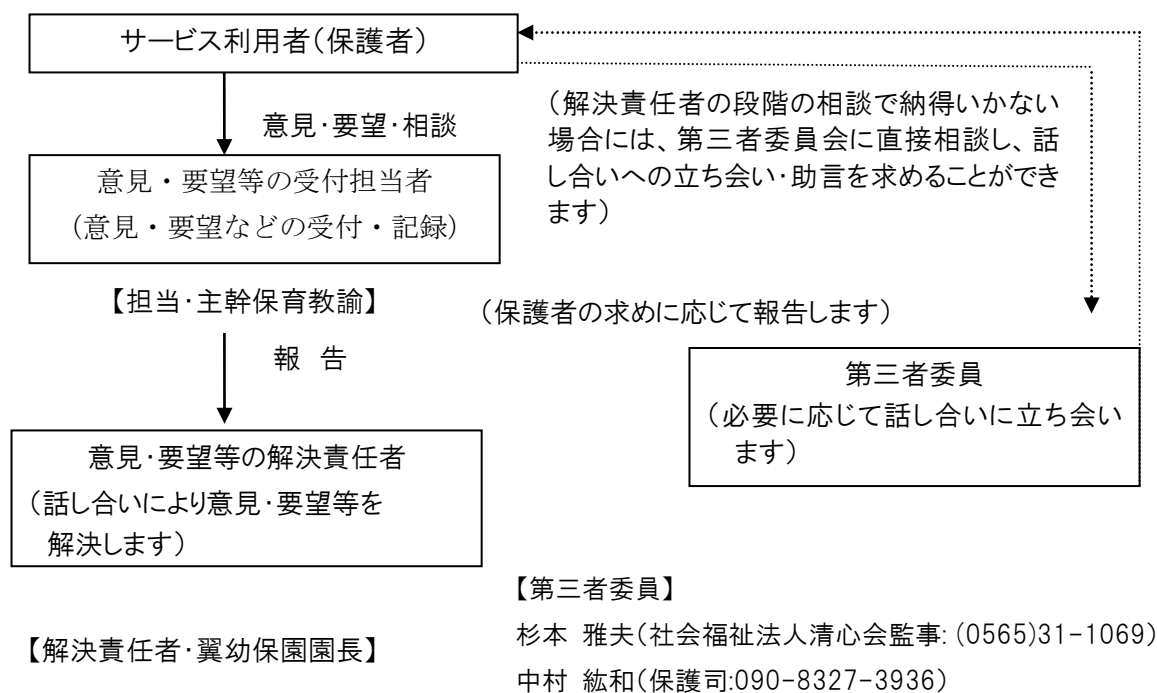 サービス利用者(保護者)
意見・要望・相談
(解決責任者の段階の相談で納得いかない
場合には、第三者委員会に直接相談し、話
し合いへの立ち会い・助言を求めることができ
ます)
意見・要望等の受付担当者
(意見・要望などの受付・記録)
【担当・主幹保育教諭】
(保護者の求めに応じて報告します)
報 告
第三者委員
(必要に応じて話し合いに立ち会い
ます)
意見・要望等の解決責任者
(話し合いにより意見・要望等を
解決します)
【解決責任者・翼幼保園園長】
【第三者委員】
杉本 雅夫(社会福祉法人清心会監事: (0565)31-1069)
中村 紘和(保護司:090-8327-3936)